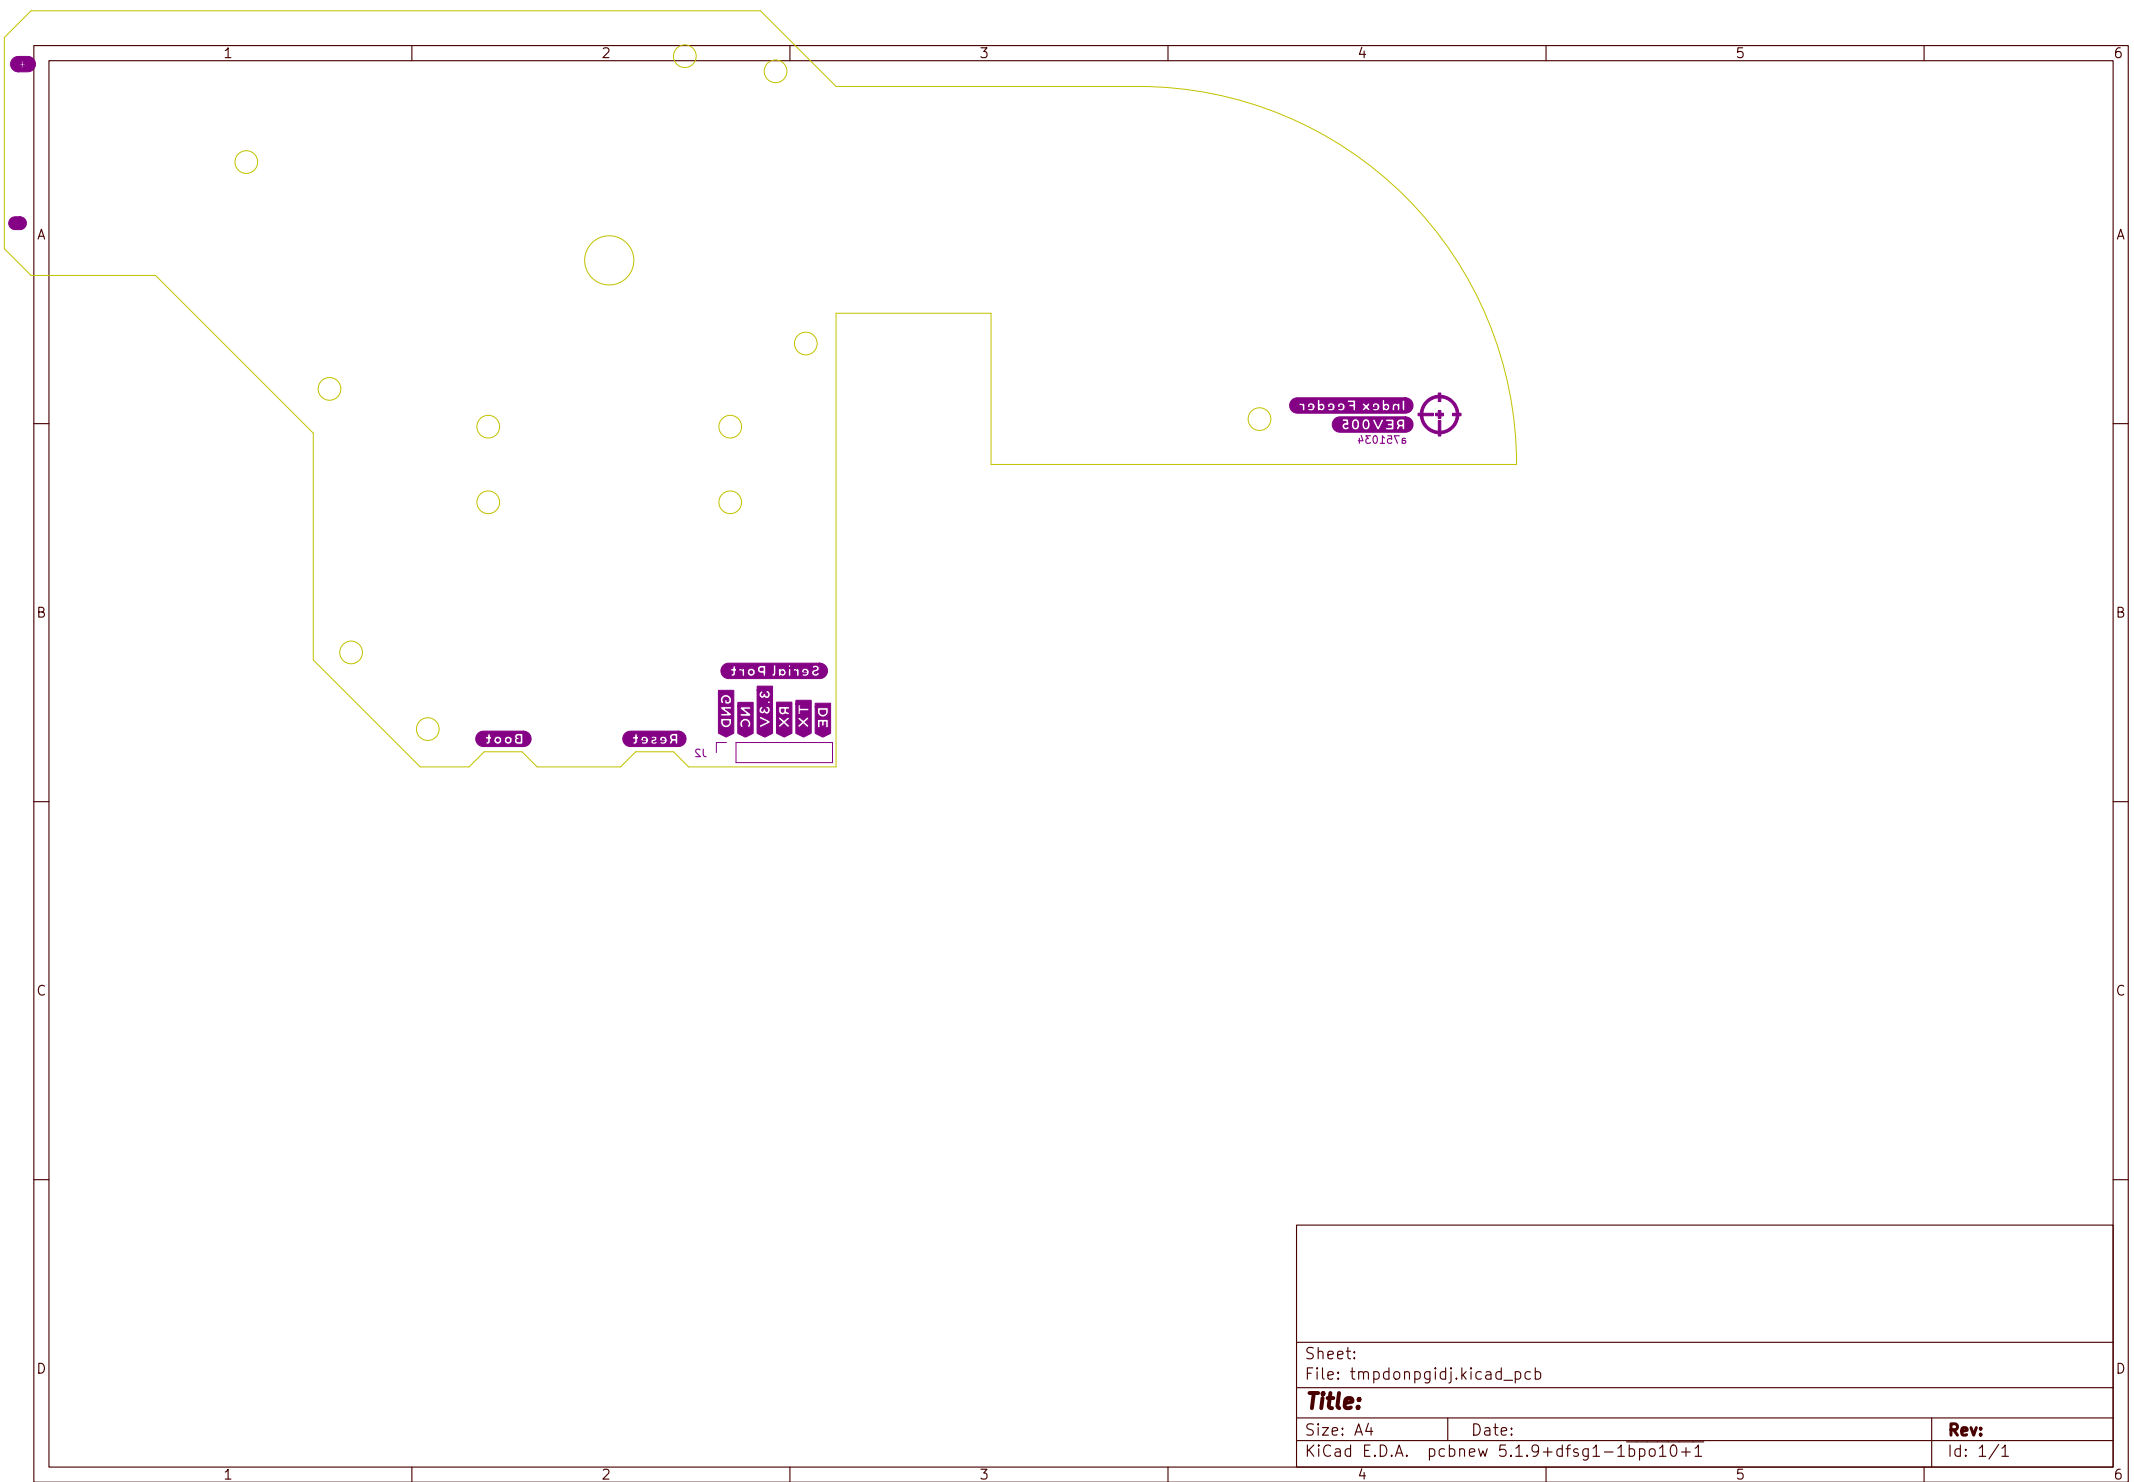 1 2 3 4 5 6
+
A A
Index Feeder
REV005
a751034
B B
Serial Port
GND NC 3.3V RX TX DE
Boot Reset
J2
C C
D D
Sheet:
File: tmpdonpgidj.kicad_pcb
Title:
Size: A4 Date: Rev:
KiCad E.D.A. pcbnew 5.1.9+dfsg1-1bpo10+1 Id: 1/1
1 2 3 4 5 6